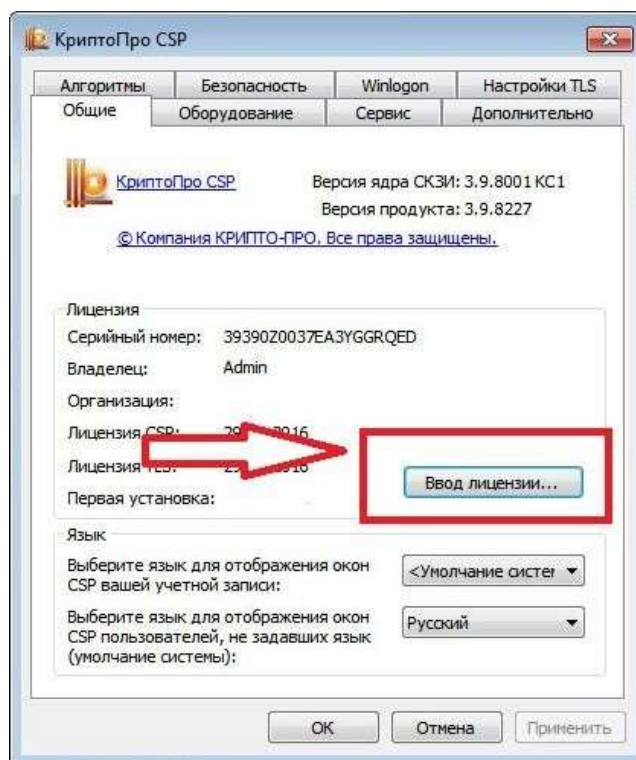 КриптоПро CSP
Алгоритмы Безопасность Winlogon Настройки TLS
Общие Оборудование Сервис Дополнительно
КриптоПро CSP Версия ядра СКЗИ: 3.9.8001 КС1
Версия продукта: 3.9.8227
© Компания КРИПТО-ПРО. Все права защищены.
Лицензия
Серийный номер: 39390Z0037EA3YGGRQED
Владелец: Admin
Организация:
Лицензия CSP:
Лицензия
Первая установка:
Ввод лицензии...
Язык
Выберите язык для отображения окон
CSP вашей учетной записи:
<Умолчание систег
Выберите язык для отображения окон
CSP пользователей, не задавших язык
(умолчание системы):
Русский
ОК Отмена Применить